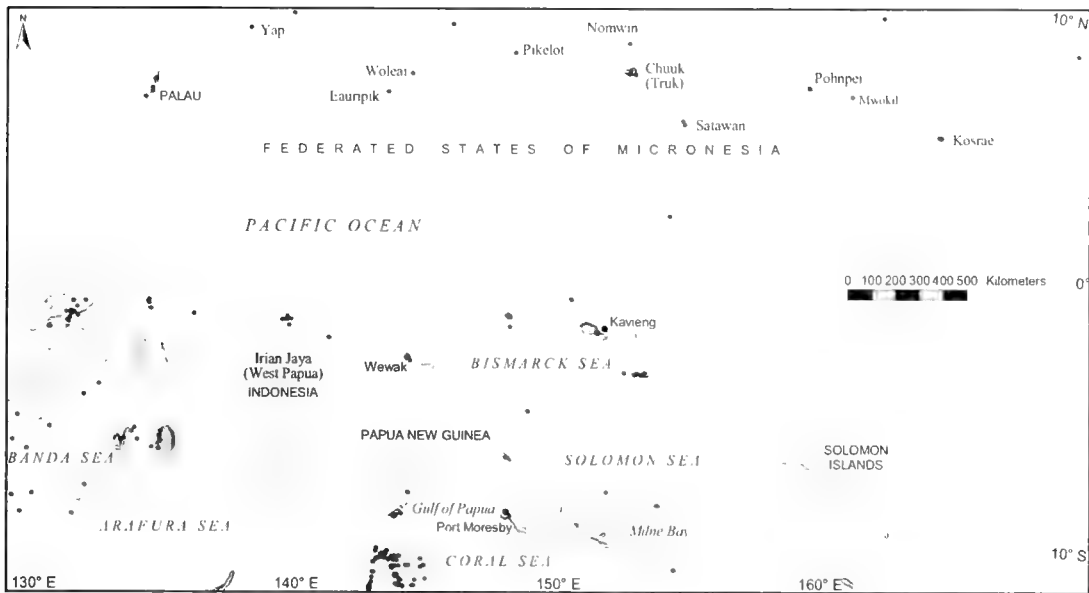 N
10° N
Yap
Nomwin
Pikelot
Woleai
Chuuk
(Truk)
Pohnpei
PALAU
Eauripik
Mwokil
Satawan
FEDERATED STATES OF MICRONESIA
Kosrae
PACIFIC OCEAN
0 100 200 300 400 500 Kilometers
0°
Kavieng
Irian Jaya
(West Papua)
INDONESIA
Wewak
BISMARCK SEA
PAPUA NEW GUINEA
BANDA SEA
SOLOMON SEA
SOLOMON
ISLANDS
Gulf of Papua
ARAFURA SEA
Port Moresby
Milne Bay
CORAL SEA
10° S
130° E
140° E
150° E
160° E